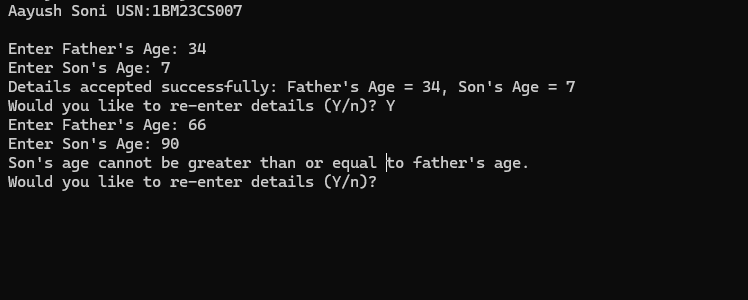 Aayush Soni USN:1BM23CS007
Enter Father's Age: 34
Enter Son's Age: 7
Details accepted successfully: Father's Age = 34, Son's Age = 7
Would you like to re-enter details (Y/n)? Y
Enter Father's Age: 66
Enter Son's Age: 90
Son's age cannot be greater than or equal to father's age.
Would you like to re-enter details (Y/n)?